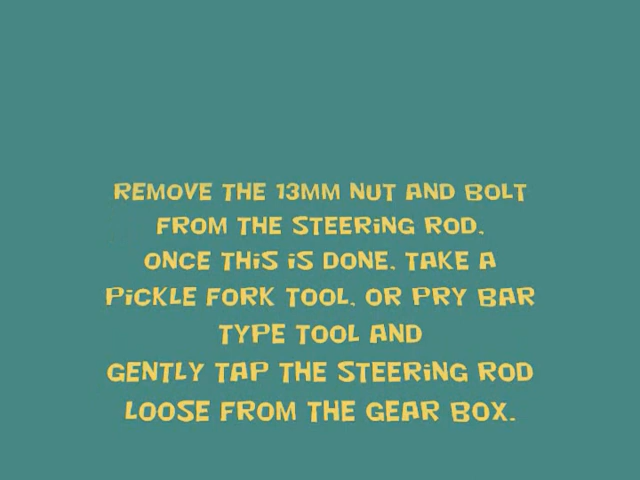 REMOVE THE 13MM NUT AND BOLT
FROM THE STEERING ROD.
ONCE THIS IS DONE, TAKE A
PICKLE FORK TOOL, OR PRY BAR
TYPE TOOL AND
GENTLY TAP THE STEERING ROD
LOOSE FROM THE GEAR BOX.